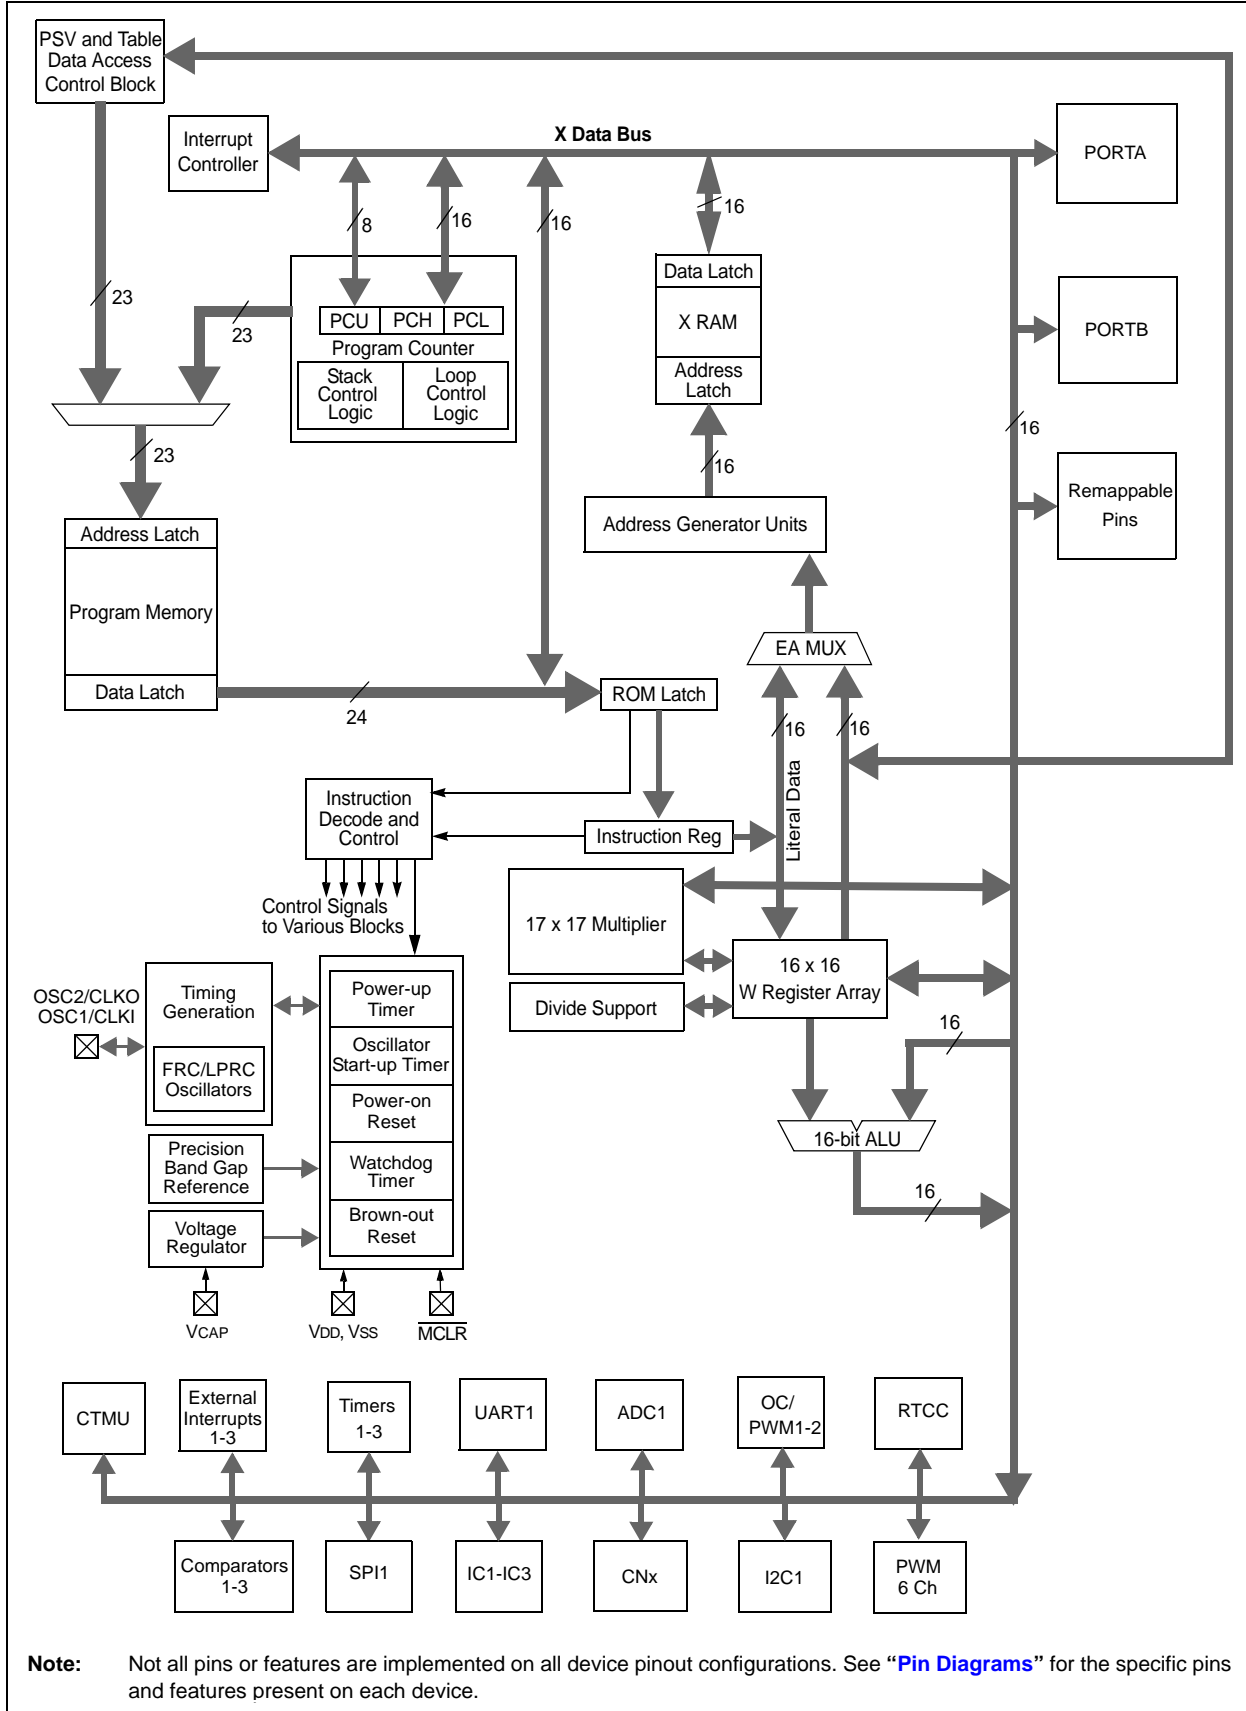 PSV and Table
Data Access
Control Block
Interrupt
Controller
X Data Bus
PORTA
8
16
16
16
Data Latch
X RAM
Address
Latch
PCU
PCH
PCL
Program Counter
Stack
Control
Logic
Loop
Control
Logic
23
23
PORTB
16
23
16
Remappable
Pins
Address Generator Units
Address Latch
Program Memory
Data Latch
24
EA MUX
ROM Latch
16
16
Literal Data
Instruction
Decode and
Control
Instruction Reg
Control Signals
to Various Blocks
17 x 17 Multiplier
16 x 16
W Register Array
Divide Support
OSC2/CLKO
OSC1/CLKI
Timing
Generation
FRC/LPRC
Oscillators
Power-up
Timer
Oscillator
Start-up Timer
Power-on
Reset
Watchdog
Timer
Brown-out
Reset
16
16-bit ALU
16
Precision
Band Gap
Reference
Voltage
Regulator
VCAP
VDD, VSS
MCLR
CTMU
External
Interrupts
1-3
Timers
1-3
UART1
ADC1
OC/
PWM1-2
RTCC
Comparators
1-3
SPI1
IC1-IC3
CNx
I2C1
PWM
6 Ch
Note: Not all pins or features are implemented on all device pinout configurations. See “Pin Diagrams” for the specific pins
and features present on each device.